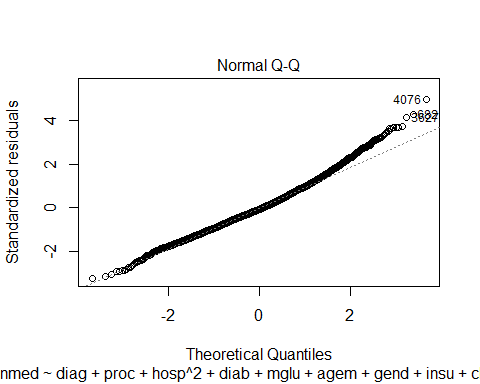 Normal Q-Q
Standardized residuals
4
2
0
-2
4076
3627
-2
0
2
Theoretical Quantiles
nmed ~ diag + proc + hosp^2 + diab + mglu + agem + gend + insu + c